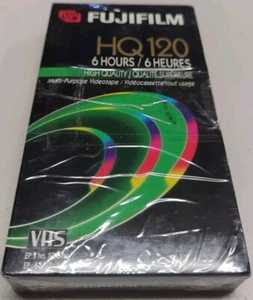 FUJIFILM
HQ 120
6 HOURS / 6 HEURES
HIGH QUALITY / QUALITÉ SUPÉRIEURE
Multi-Purpose Videotape / Vidéocassette tout usage
VHS